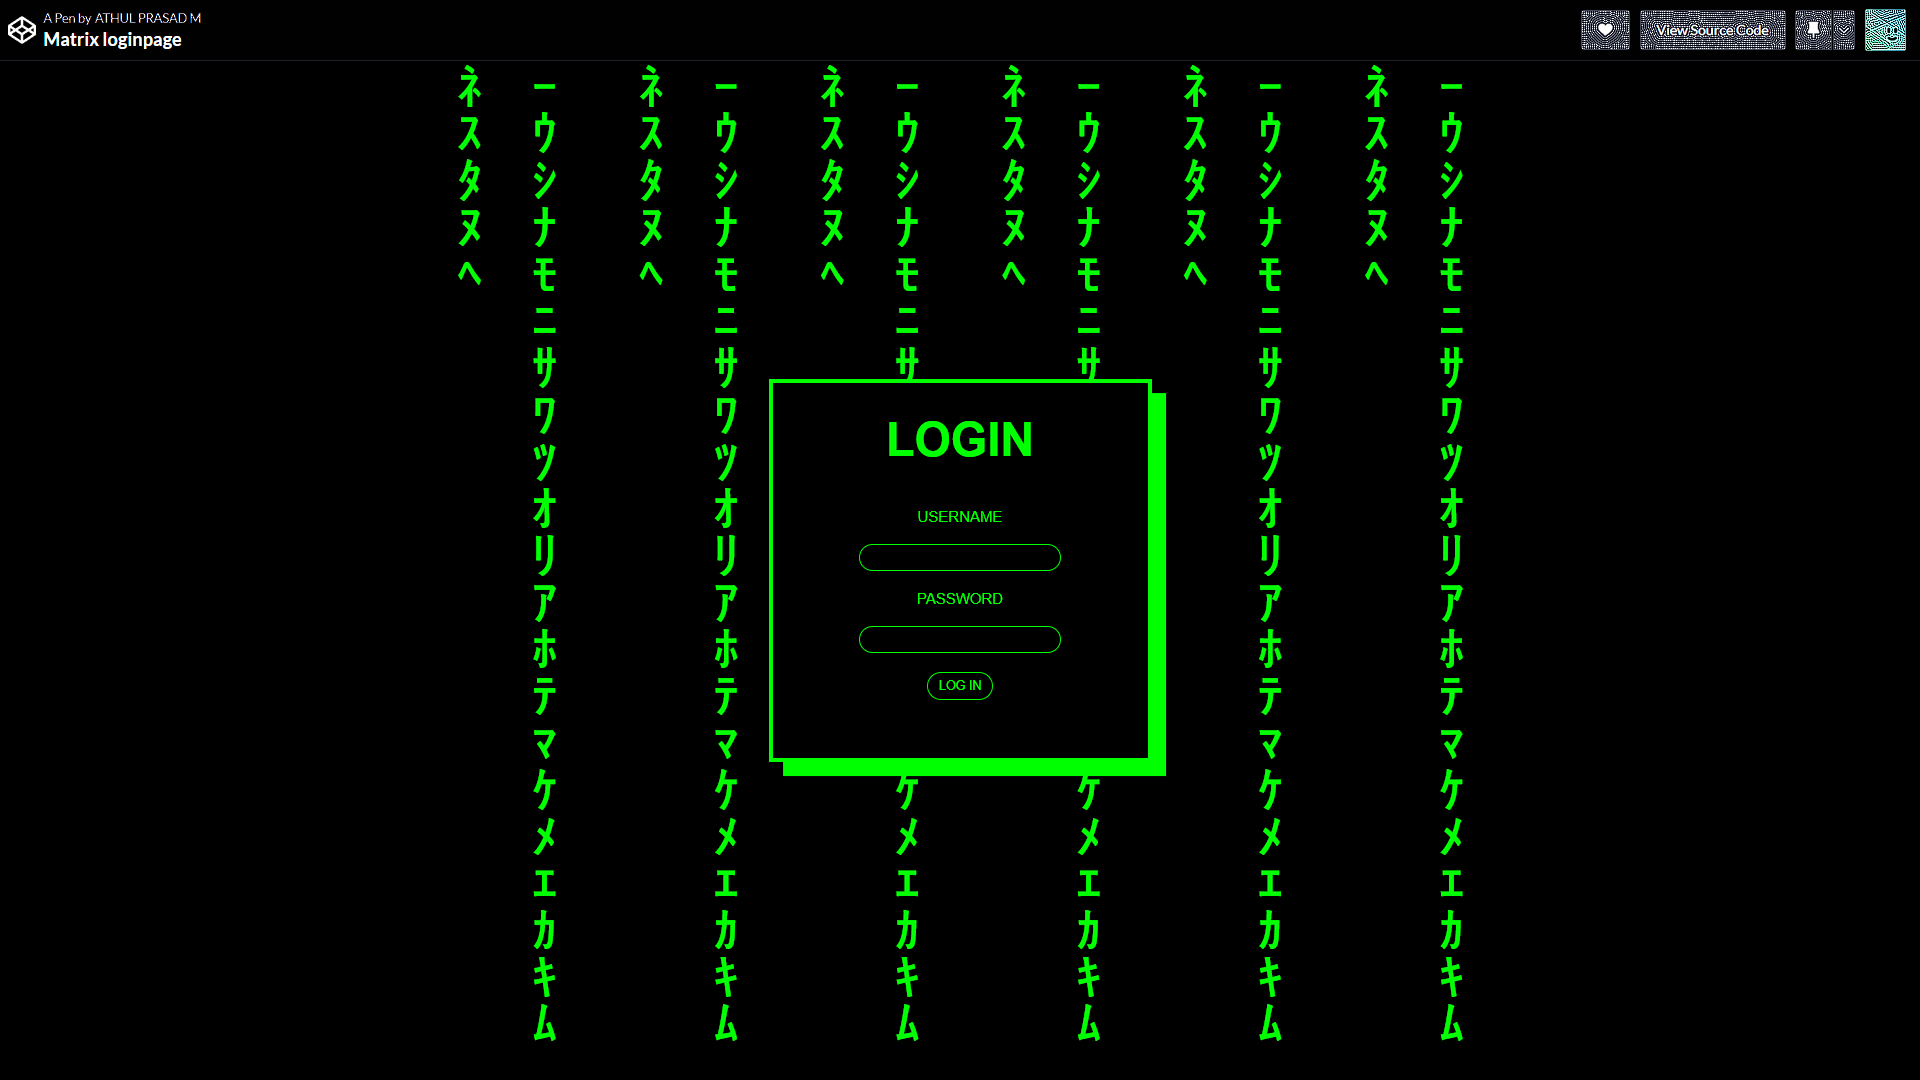 A Pen by ATHUL PRASAD M
Matrix loginpage
View Source Code
ﾈｽﾀﾇﾍ
ｰｳｼﾅﾓﾆｻﾜﾂｵﾘｱﾎﾃﾏｹﾒｴｶｷﾑ
ﾈｽﾀﾇﾍ
ｰｳｼﾅﾓﾆｻﾜﾂｵﾘｱﾎﾃﾏｹﾒｴｶｷﾑ
ﾈｽﾀﾇﾍ
ｰｳｼﾅﾓﾆｻ
ﾈｽﾀﾇﾍ
ｰｳｼﾅﾓﾆｻ
LOGIN
USERNAME
PASSWORD
LOG IN
ｹﾒｴｶｷﾑ
ｹﾒｴｶｷﾑ
ﾈｽﾀﾇﾍ
ｰｳｼﾅﾓﾆｻﾜﾂｵﾘｱﾎﾃﾏｹﾒｴｶｷﾑ
ﾈｽﾀﾇﾍ
ｰｳｼﾅﾓﾆｻﾜﾂｵﾘｱﾎﾃﾏｹﾒｴｶｷﾑ